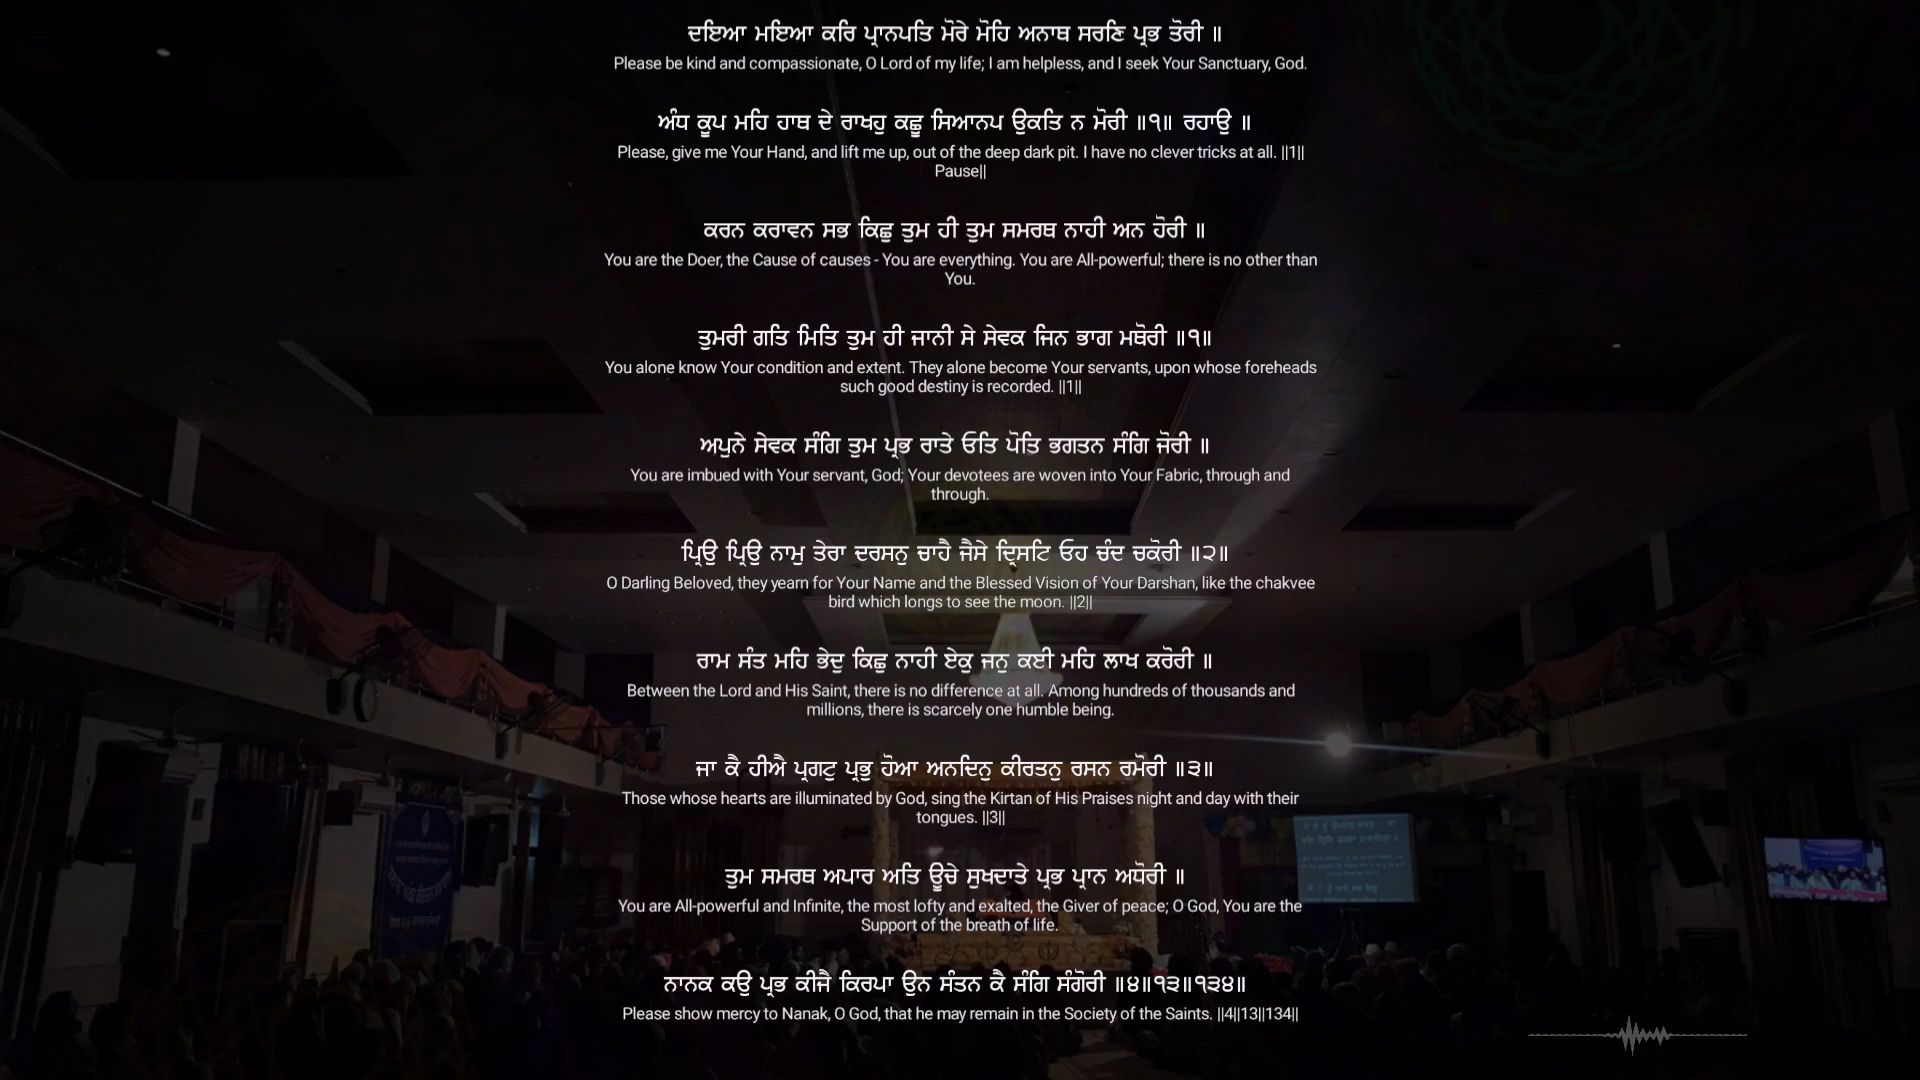 ਦਇਆ ਮਇਆ ਕਰਿ ਪ੍ਰਾਨਪਤਿ ਮੋਰੇ ਮੋਹਿ ਅਨਾਥ ਸਰਣਿ ਪ੍ਰਭ ਤੋਰੀ ॥
Please be kind and compassionate, O Lord of my life; I am helpless, and I seek Your Sanctuary, God.
ਅੰਧ ਕੂਪ ਮਹਿ ਹਾਥ ਦੇ ਰਾਖਹੁ ਕਛੂ ਸਿਆਨਪ ਉਕਤਿ ਨ ਮੋਰੀ ॥੧॥ ਰਹਾਉ ॥
Please, give me Your Hand, and lift me up, out of the deep dark pit. I have no clever tricks at all. ||1||
Pause||
ਕਰਨ ਕਰਾਵਨ ਸਭ ਕਿਛੁ ਤੁਮ ਹੀ ਤੁਮ ਸਮਰਥ ਨਾਹੀ ਅਨ ਹੋਰੀ ॥
You are the Doer, the Cause of causes - You are everything. You are All-powerful; there is no other than
You.
ਤੁਮਰੀ ਗਤਿ ਮਿਤਿ ਤੁਮ ਹੀ ਜਾਨੀ ਸੇ ਸੇਵਕ ਜਿਨ ਭਾਗ ਮਥੋਰੀ ॥੧॥
You alone know Your condition and extent. They alone become Your servants, upon whose foreheads
such good destiny is recorded. ||1||
ਅਪੁਨੇ ਸੇਵਕ ਸੰਗਿ ਤੁਮ ਪ੍ਰਭ ਰਾਤੇ ਓਤਿ ਪੋਤਿ ਭਗਤਨ ਸੰਗਿ ਜੋਰੀ ॥
You are imbued with Your servant, God; Your devotees are woven into Your Fabric, through and
through.
ਪ੍ਰਿਉ ਪ੍ਰਿਉ ਨਾਮੁ ਤੇਰਾ ਦਰਸਨੁ ਚਾਹੈ ਜੈਸੇ ਦ੍ਰਿਸਟਿ ਓਹ ਚੰਦ ਚਕੋਰੀ ॥੨॥
O Darling Beloved, they yearn for Your Name and the Blessed Vision of Your Darshan, like the chakvee
bird which longs to see the moon. ||2||
ਰਾਮ ਸੰਤ ਮਹਿ ਭੇਦੁ ਕਿਛੁ ਨਾਹੀ ਏਕੁ ਜਨੁ ਕਈ ਮਹਿ ਲਾਖ ਕਰੋਰੀ ॥
Between the Lord and His Saint, there is no difference at all. Among hundreds of thousands and
millions, there is scarcely one humble being.
ਜਾ ਕੈ ਹੀਐ ਪ੍ਰਗਟੁ ਪ੍ਰਭੁ ਹੋਆ ਅਨਦਿਨੁ ਕੀਰਤਨੁ ਰਸਨ ਰਮੋਰੀ ॥੩॥
Those whose hearts are illuminated by God, sing the Kirtan of His Praises night and day with their
tongues. ||3||
ਤੁਮ ਸਮਰਥ ਅਪਾਰ ਅਤਿ ਊਚੇ ਸੁਖਦਾਤੇ ਪ੍ਰਭ ਪ੍ਰਾਨ ਅਧੋਰੀ ॥
You are All-powerful and Infinite, the most lofty and exalted, the Giver of peace; O God, You are the
Support of the breath of life.
ਨਾਨਕ ਕਉ ਪ੍ਰਭ ਕੀਜੈ ਕਿਰਪਾ ਉਨ ਸੰਤਨ ਕੈ ਸੰਗਿ ਸੰਗੋਰੀ ॥੪॥੧੩॥੧੩੪॥
Please show mercy to Nanak, O God, that he may remain in the Society of the Saints. ||4||13||134||